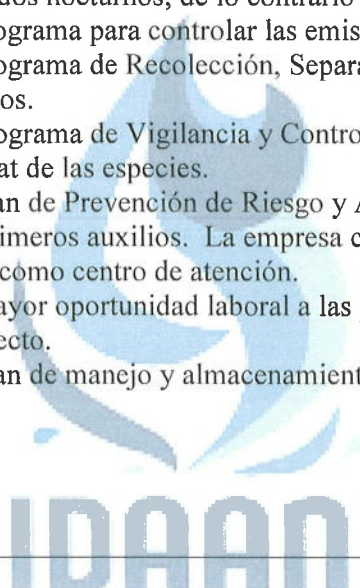 dos nocturnos, de lo contrario
ograma para controlar las emis
ograma de Recolección, Separa
os.
ograma de Vigilancia y Contro
at de las especies.
an de Prevención de Riesgo y A
imeros auxilios. La empresa c
como centro de atención.
ayor oportunidad laboral a las
ecto.
an de manejo y almacenamient
IDAAN